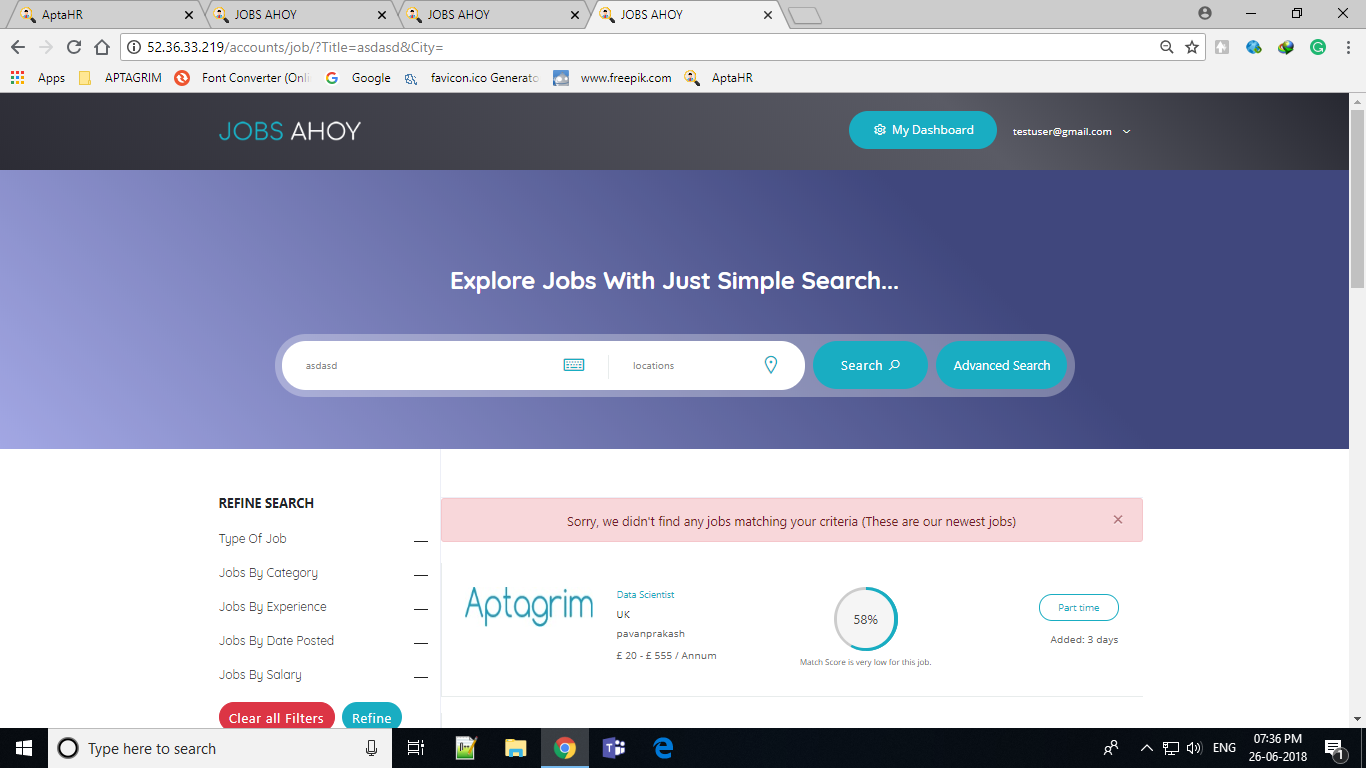 AptaHR
JOBS AHOY
JOBS AHOY
JOBS AHOY
52.36.33.219/accounts/job/?Title=asdasd&City=
Apps
APTAGRIM
Font Converter (Onli
Google
favicon.ico Generato
www.freepik.com
AptaHR
JOBS AHOY
My Dashboard
testuser@gmail.com
Explore Jobs With Just Simple Search...
asdasd
locations
Search
Advanced Search
REFINE SEARCH
Type Of Job
Jobs By Category
Jobs By Experience
Jobs By Date Posted
Jobs By Salary
Clear all Filters
Refine
Sorry, we didn't find any jobs matching your criteria (These are our newest jobs)
Aptagrim
Data Scientist
UK
pavanprakash
£ 20 - £ 555 / Annum
58%
Match Score is very low for this job.
Part time
Added: 3 days
Type here to search
ENG
07:36 PM
26-06-2018
1